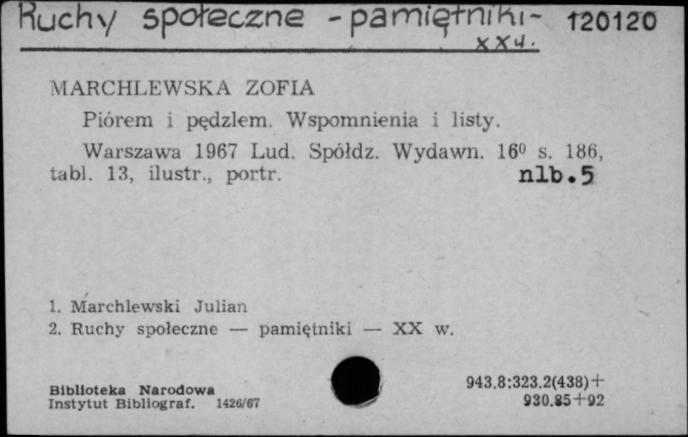 Ruchy społeczne - pamiętniki - 120120
XX w.
MARCHLEWSKA ZOFIA
Piórem i pędzlem. Wspomnienia i listy.
Warszawa 1967 Lud. Spółdz. Wydawn. 16⁰ s. 186,
tabl. 13, ilustr., portr. nlb.5
1. Marchlewski Julian
2. Ruchy społeczne — pamiętniki — XX w.
943.8:323.2(438)+
Biblioteka Narodowa
930.85+92
Instytut Bibliograf. 1426/67